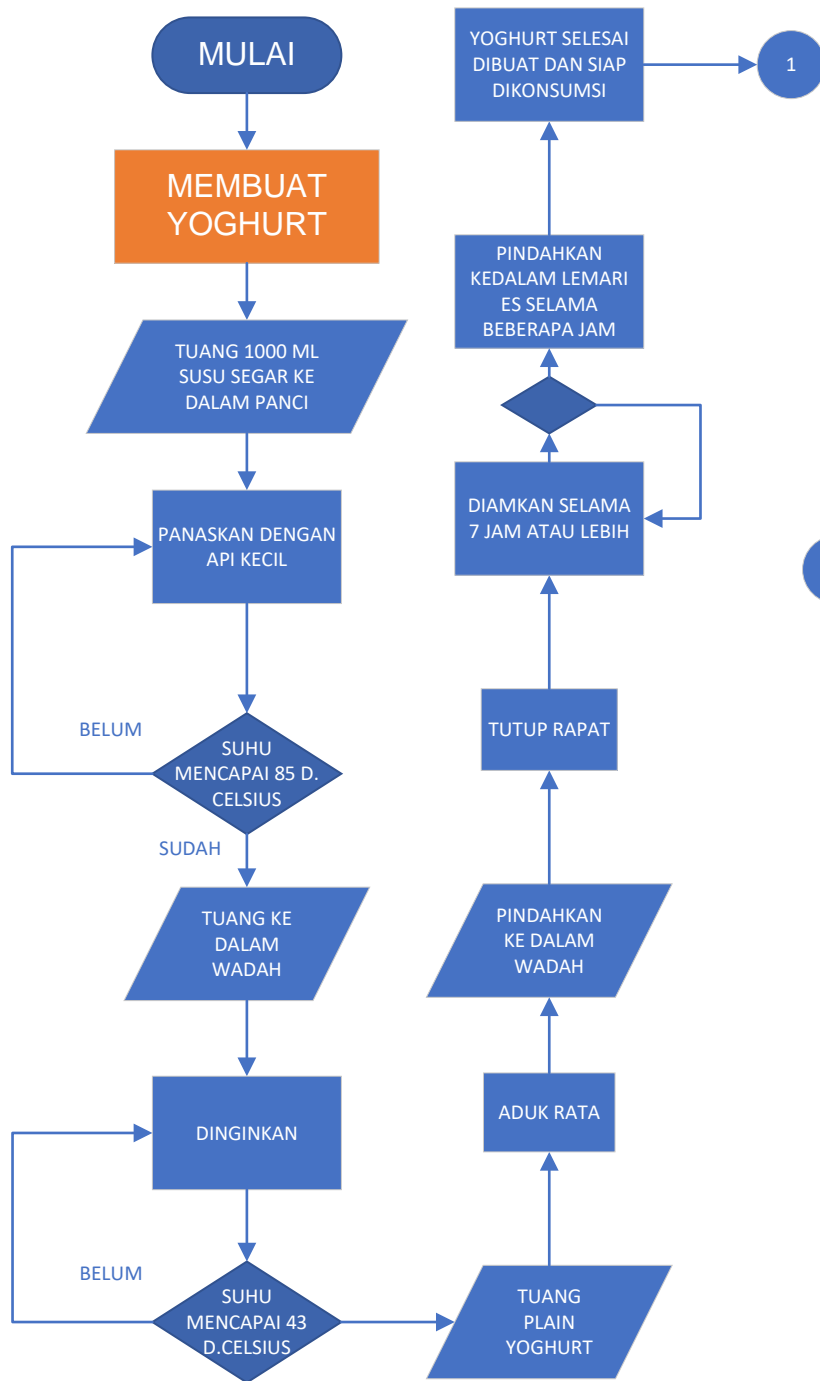 MULAI
MEMBUAT
YOGHURT
TUANG 1000 ML
SUSU SEGAR KE
DALAM PANCI
PANASKAN DENGAN
API KECIL
BELUM
SUHU
MENCAPAI 85 D.
CELSIUS
SUDAH
TUANG KE
DALAM
WADAH
DINGINKAN
BELUM
SUHU
MENCAPAI 43
D.CELSIUS
TUANG
PLAIN
YOGHURT
ADUK RATA
PINDAHKAN
KE DALAM
WADAH
TUTUP RAPAT
DIAMKAN SELAMA
7 JAM ATAU LEBIH
PINDAHKAN
KEDALAM LEMARI
ES SELAMA
BEBERAPA JAM
YOGHURT SELESAI
DIBUAT DAN SIAP
DIKONSUMSI
1